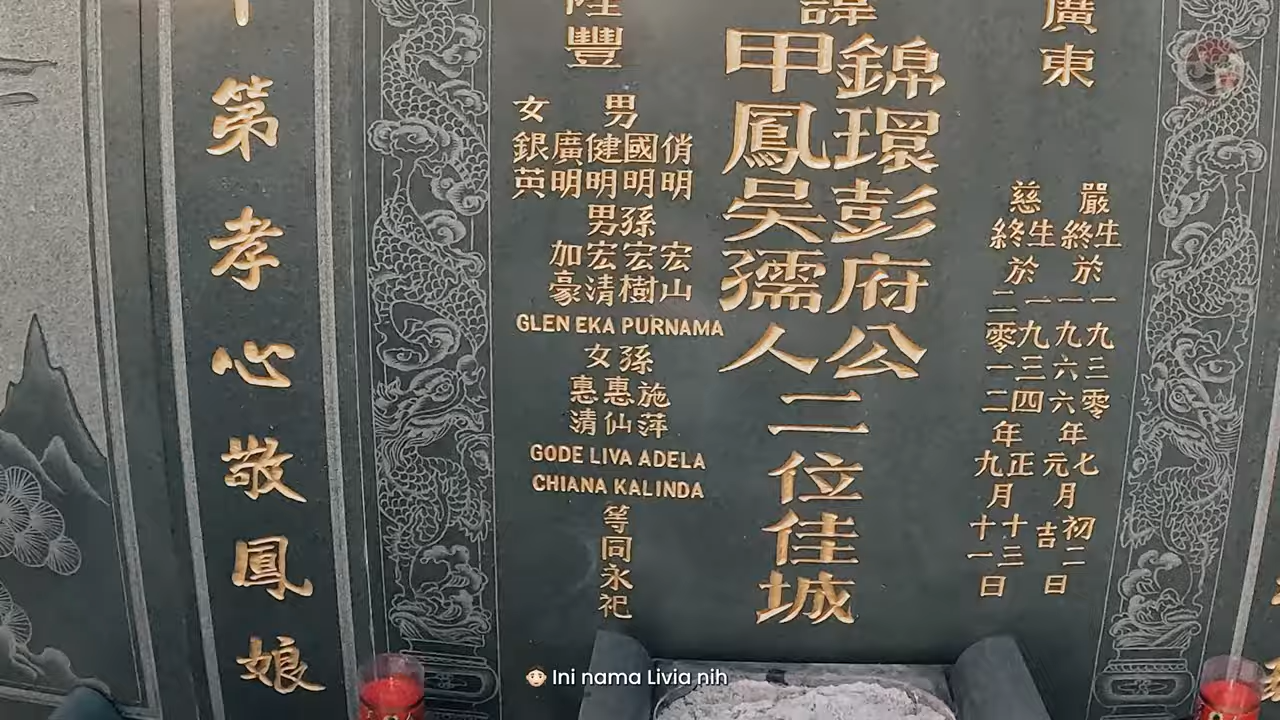 廣東
嚴
生於一九三零年七月初二日
終於一九六六年元月吉日
慈
生於一九三四年正月十三日
終於二零一二年九月十一日
諱
錦環彭府公
甲鳳吳孺人
二位佳城
陸豐
男
俏明
國明
健明
廣明
女
銀英
孫男
宏山
宏樹
宏清
加豪
GLEN EKA PURNAMA
孫女
施萍
惠仙
惠清
GODE LIVA ADELA
CHIANA KALINDA
等同永祀
第孝心敬鳳娘
Ini nama Livia nih